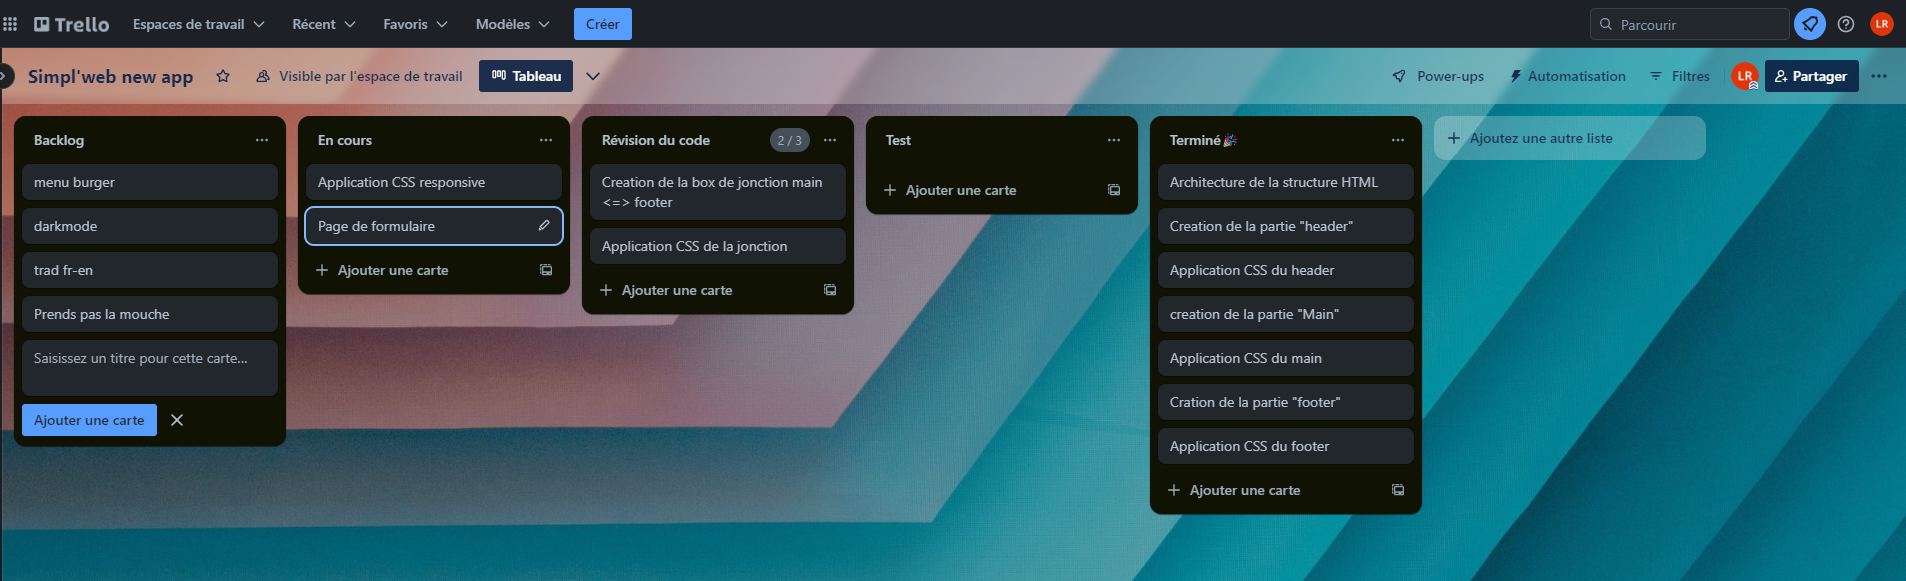 Trello
Espaces de travail
Récent
Favoris
Modèles
Créer
Parcourir
LR
Simpl'web new app
Visible par l'espace de travail
Tableau
Power-ups
Automatisation
Filtres
LR
Partager
Backlog
menu burger
darkmode
trad fr-en
Prends pas la mouche
Saisissez un titre pour cette carte...
Ajouter une carte
En cours
Application CSS responsive
Page de formulaire
Ajouter une carte
Révision du code
2 / 3
Creation de la box de jonction main
<=> footer
Application CSS de la jonction
Ajouter une carte
Test
Ajouter une carte
Terminé🎉
Architecture de la structure HTML
Creation de la partie "header"
Application CSS du header
creation de la partie "Main"
Application CSS du main
Cration de la partie "footer"
Application CSS du footer
Ajouter une carte
Ajoutez une autre liste